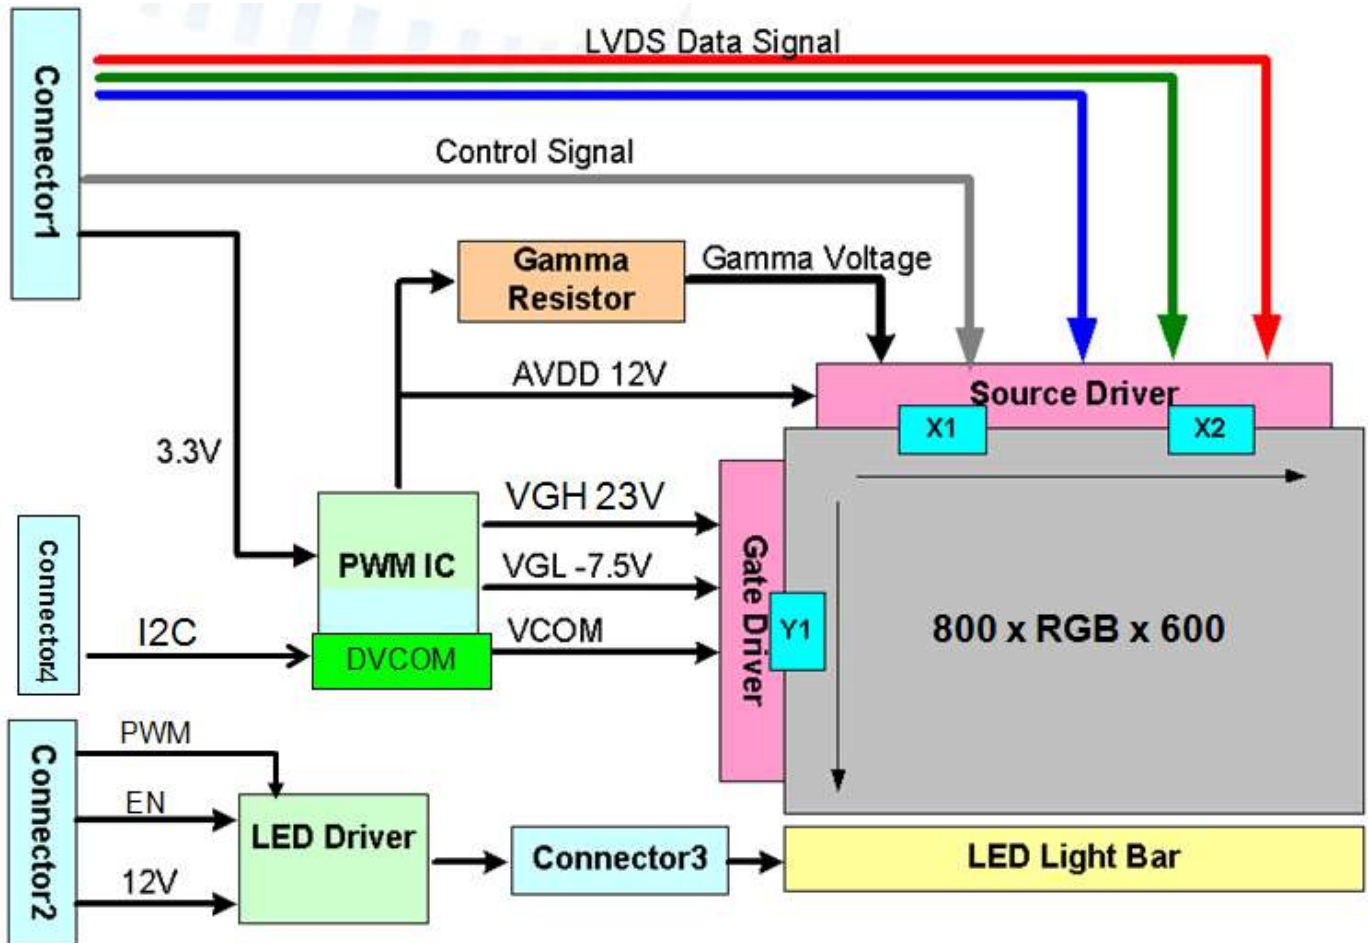 LVDS Data Signal
Connector1
Control Signal
Gamma
Resistor
Gamma Voltage
AVDD 12V
Source Driver
X1
X2
3.3V
VGH 23V
PWM IC
VGL -7.5V
Gate Driver
Y1
800 x RGB x 600
Connector4
I2C
DVCOM
VCOM
Connector2
PWM
EN
12V
LED Driver
Connector3
LED Light Bar